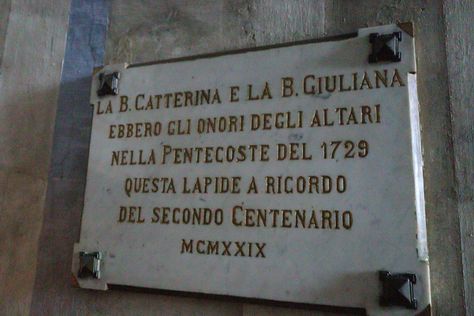 LA B. CATTERINA E LA B. GIULIANA
EBBERO GLI ONORI DEGLI ALTARI
NELLA PENTECOSTE DEL 1729
QUESTA LAPIDE A RICORDO
DEL SECONDO CENTENARIO
MCMXXIX